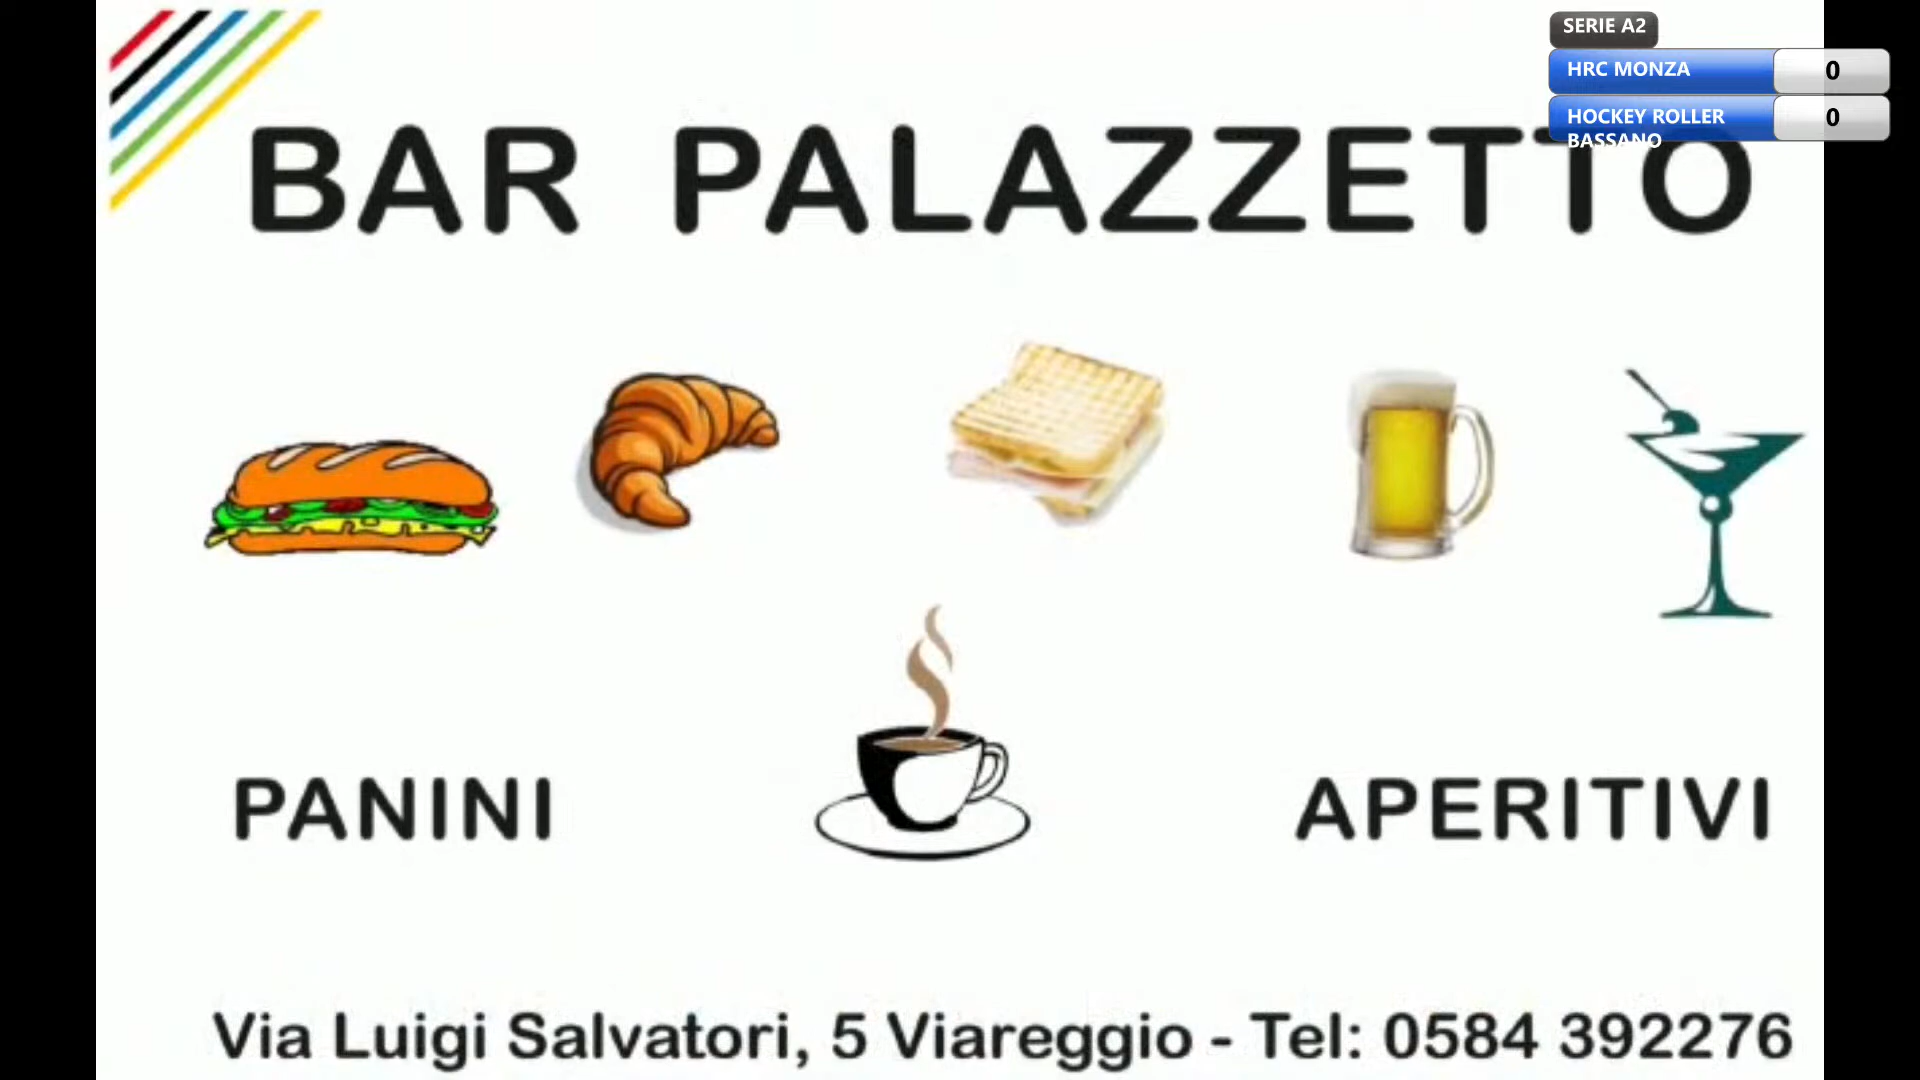 SERIE A2
HRC MONZA 0
HOCKEY ROLLER 0
BASSANO
BAR PALAZZETTO
PANINI
APERITIVI
Via Luigi Salvatori, 5 Viareggio - Tel: 0584 392276